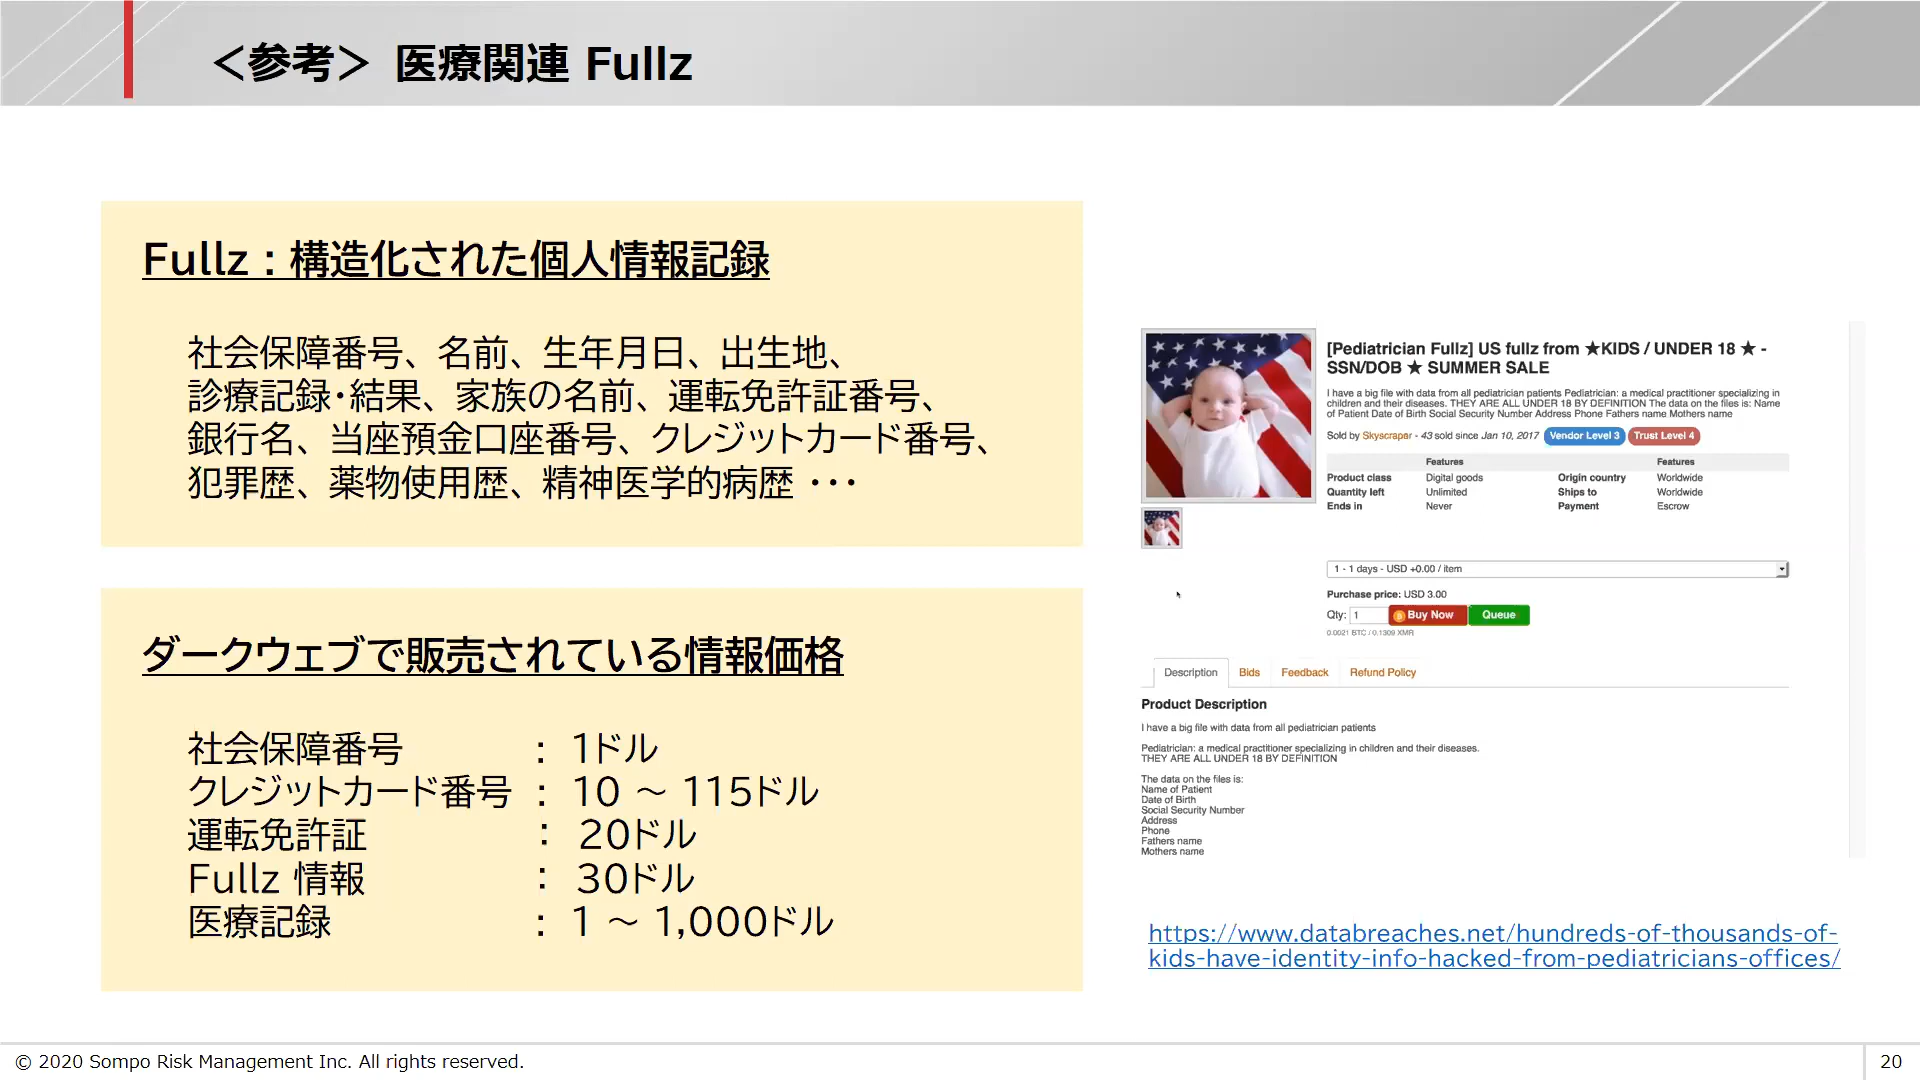 ＜参考＞ 医療関連 Fullz
Fullz：構造化された個人情報記録
社会保障番号、名前、生年月日、出生地、
診療記録・結果、家族の名前、運転免許証番号、
銀行名、当座預金口座番号、クレジットカード番号、
犯罪歴、薬物使用歴、精神医学的病歴 ・・・
ダークウェブで販売されている情報価格
社会保障番号 ： 1ドル
クレジットカード番号 ： 10 ～ 115ドル
運転免許証 ： 20ドル
Fullz 情報 ： 30ドル
医療記録 ： 1 ～ 1,000ドル
[Pediatrician Fullz] US fullz from ★KIDS / UNDER 18 ★ -
SSN/DOB ★ SUMMER SALE
I have a big file with data from all pediatrician patients Pediatrician: a medical practitioner specializing in
children and their diseases. THEY ARE ALL UNDER 18 BY DEFINITION The data on the files is: Name
of Patient Date of Birth Social Security Number Address Phone Fathers name Mothers name
Sold by Skyscraper - 43 sold since Jan 10, 2017 Vendor Level 3 Trust Level 4
Features Features
Product class Digital goods Origin country Worldwide
Quantity left Unlimited Ships to Worldwide
Ends in Never Payment Escrow
1 - 1 days - USD +0.00 / item
Purchase price: USD 3.00
Qty: 1 Buy Now Queue
0.0021 BTC / 0.1309 XMR
Description Bids Feedback Refund Policy
Product Description
I have a big file with data from all pediatrician patients
Pediatrician: a medical practitioner specializing in children and their diseases.
THEY ARE ALL UNDER 18 BY DEFINITION
The data on the files is:
Name of Patient
Date of Birth
Social Security Number
Address
Phone
Fathers name
Mothers name
https://www.databreaches.net/hundreds-of-thousands-of-
kids-have-identity-info-hacked-from-pediatricians-offices/
© 2020 Sompo Risk Management Inc. All rights reserved.
20